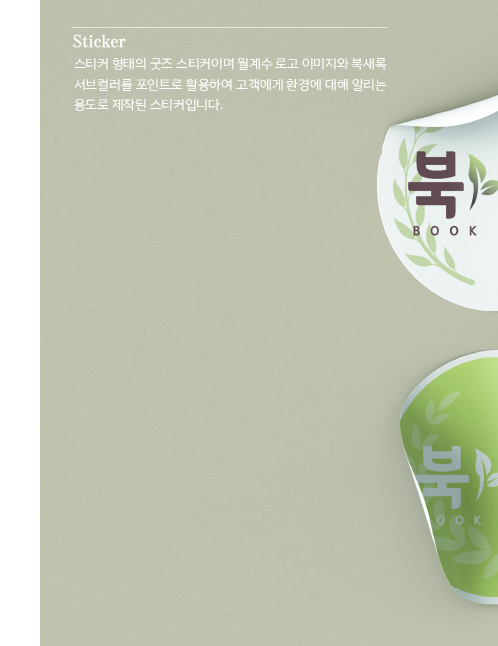 Sticker
스티커 형태의 굿즈 스티커이며 월계수 로고 이미지와 북새록
서브컬러를 포인트로 활용하여 고객에게 환경에 대해 알리는
용도로 제작된 스티커입니다.
북
BOOK
북
OOK